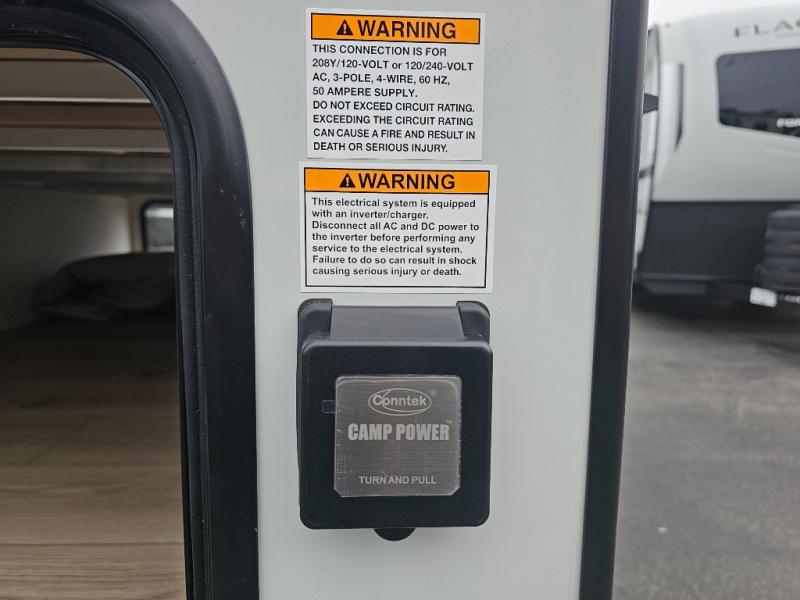 WARNING
THIS CONNECTION IS FOR
208Y/120-VOLT or 120/240-VOLT
AC, 3-POLE, 4-WIRE, 60 HZ,
50 AMPERE SUPPLY.
DO NOT EXCEED CIRCUIT RATING.
EXCEEDING THE CIRCUIT RATING
CAN CAUSE A FIRE AND RESULT IN
DEATH OR SERIOUS INJURY.
WARNING
This electrical system is equipped
with an inverter/charger.
Disconnect all AC and DC power to
the inverter before performing any
service to the electrical system.
Failure to do so can result in shock
causing serious injury or death.
Conntek®
CAMP POWER™
TURN AND PULL
FLAG